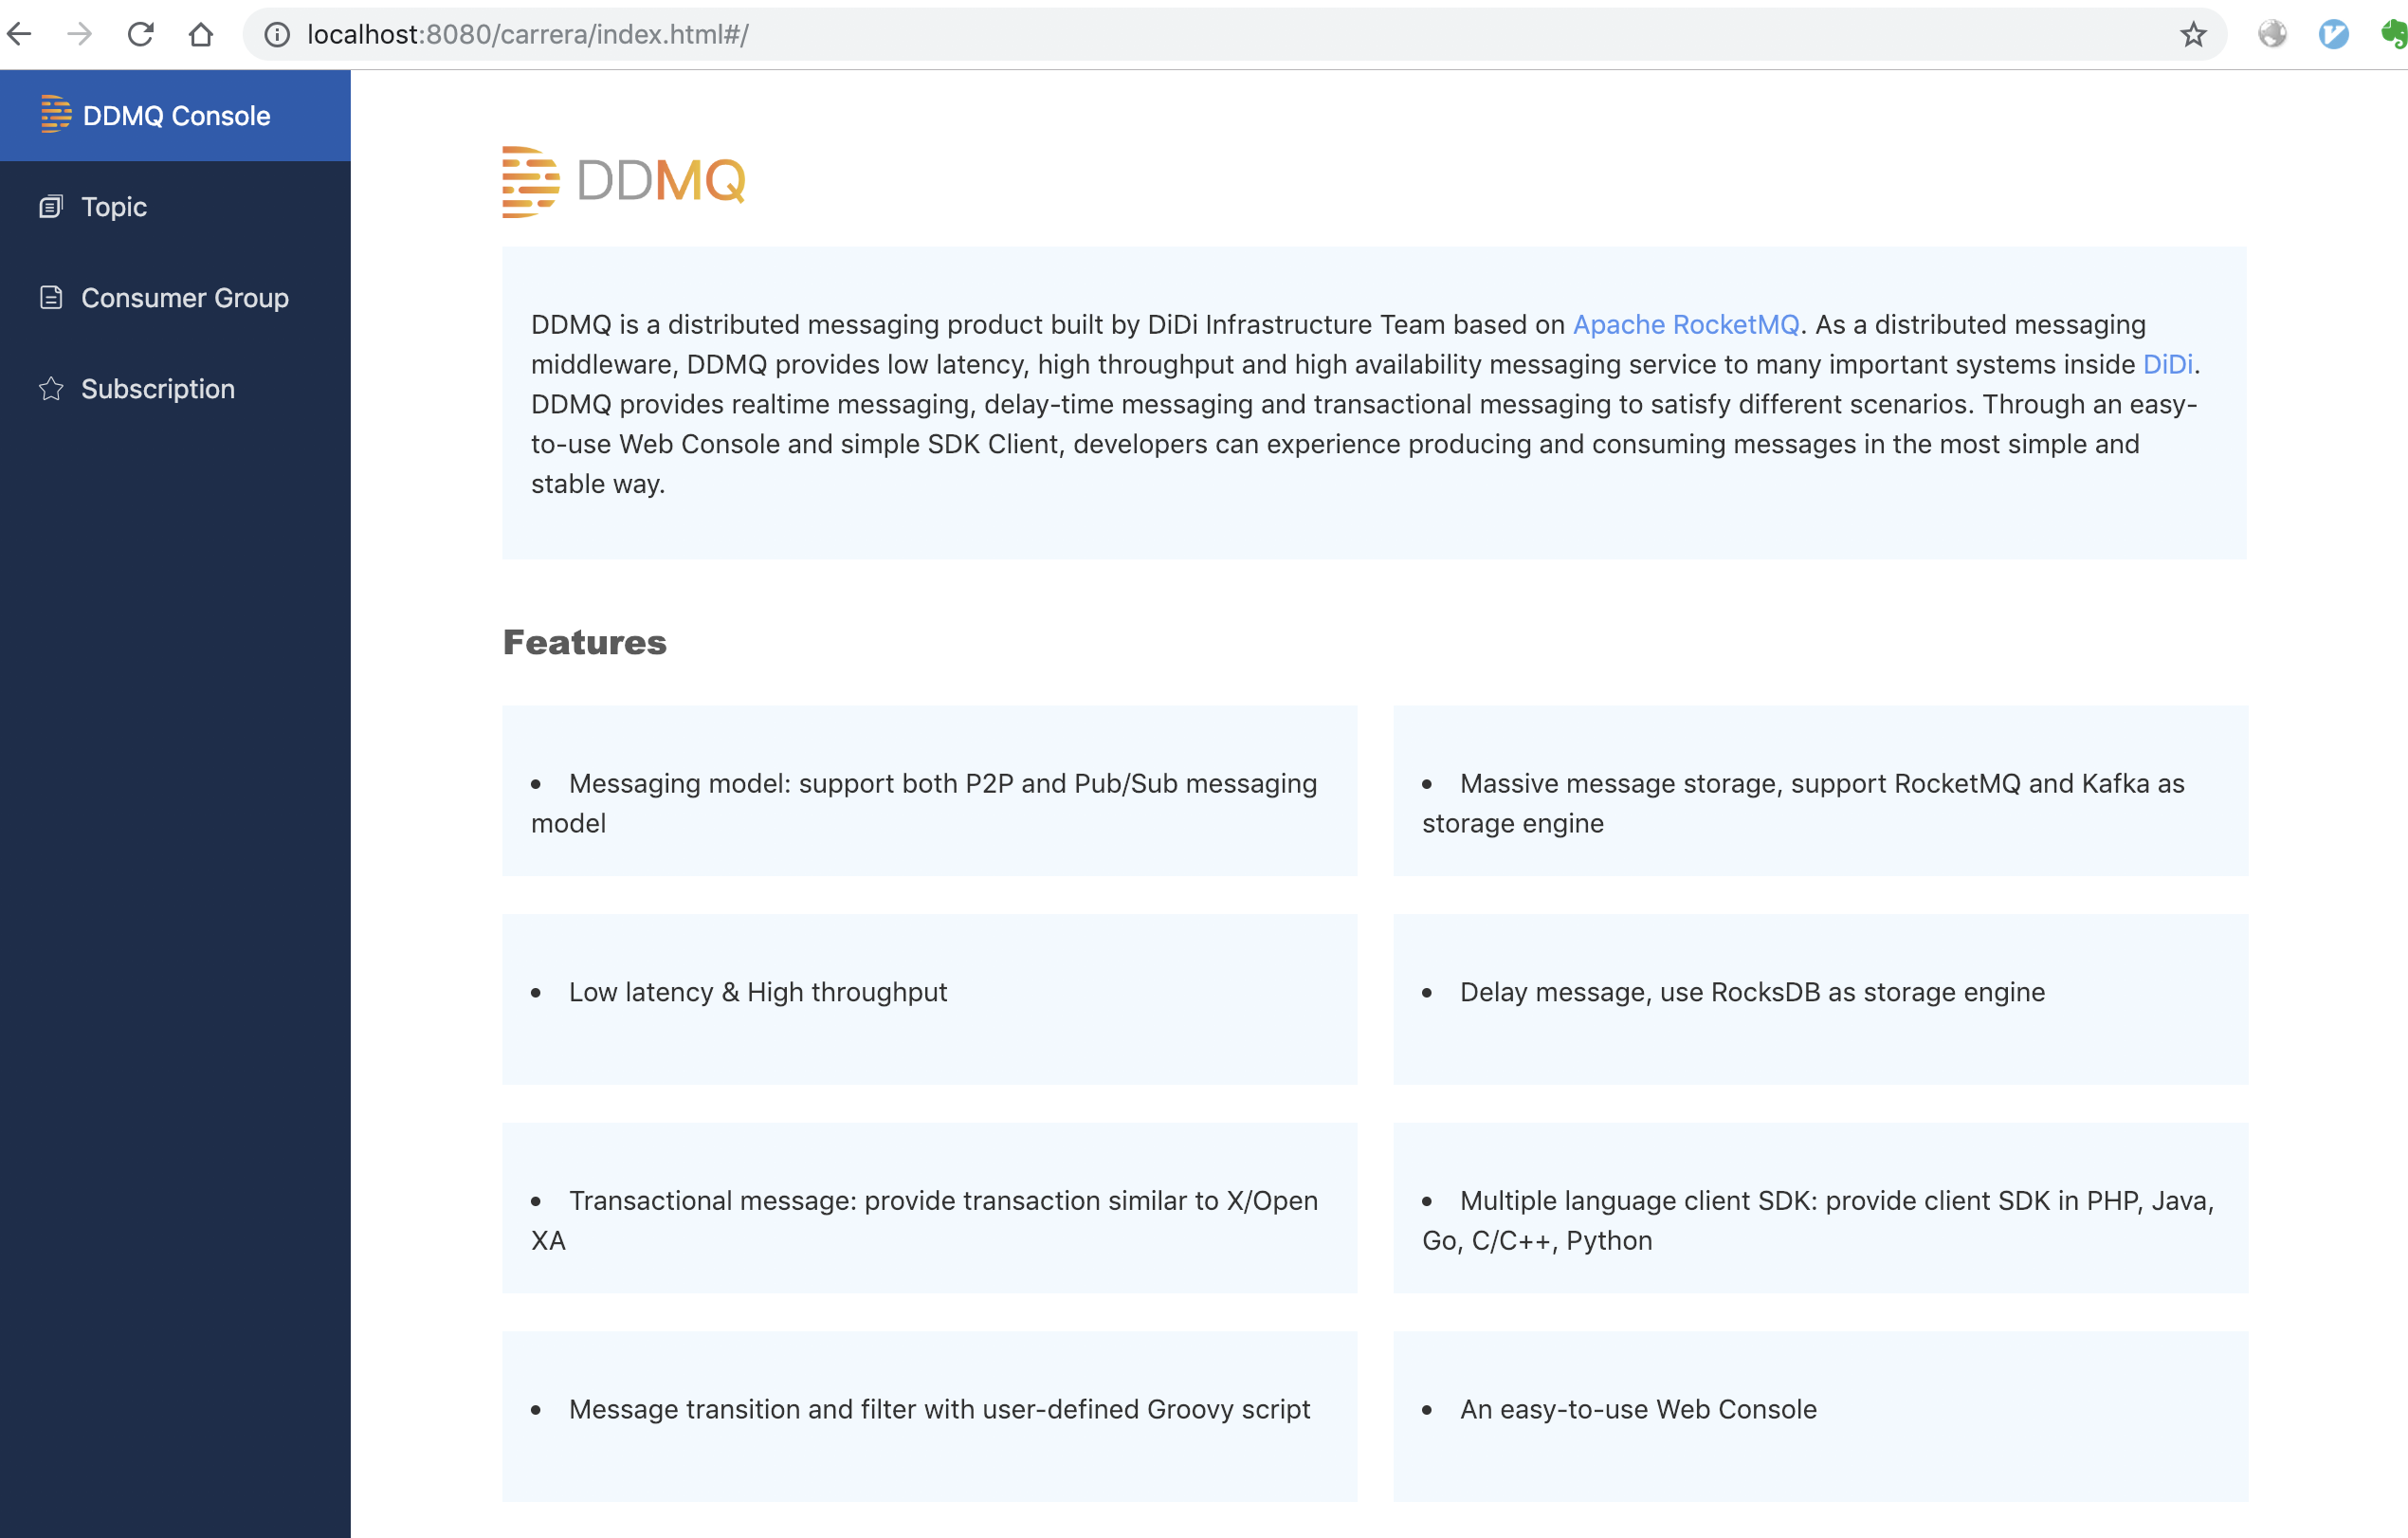 localhost:8080/carrera/index.html#/
DDMQ Console
Topic
Consumer Group
Subscription
DDMQ
DDMQ is a distributed messaging product built by DiDi Infrastructure Team based on Apache RocketMQ. As a distributed messaging
middleware, DDMQ provides low latency, high throughput and high availability messaging service to many important systems inside DiDi.
DDMQ provides realtime messaging, delay-time messaging and transactional messaging to satisfy different scenarios. Through an easy-
to-use Web Console and simple SDK Client, developers can experience producing and consuming messages in the most simple and
stable way.
Features
• Messaging model: support both P2P and Pub/Sub messaging
model
• Massive message storage, support RocketMQ and Kafka as
storage engine
• Low latency & High throughput
• Delay message, use RocksDB as storage engine
• Transactional message: provide transaction similar to X/Open
XA
• Multiple language client SDK: provide client SDK in PHP, Java,
Go, C/C++, Python
• Message transition and filter with user-defined Groovy script
• An easy-to-use Web Console